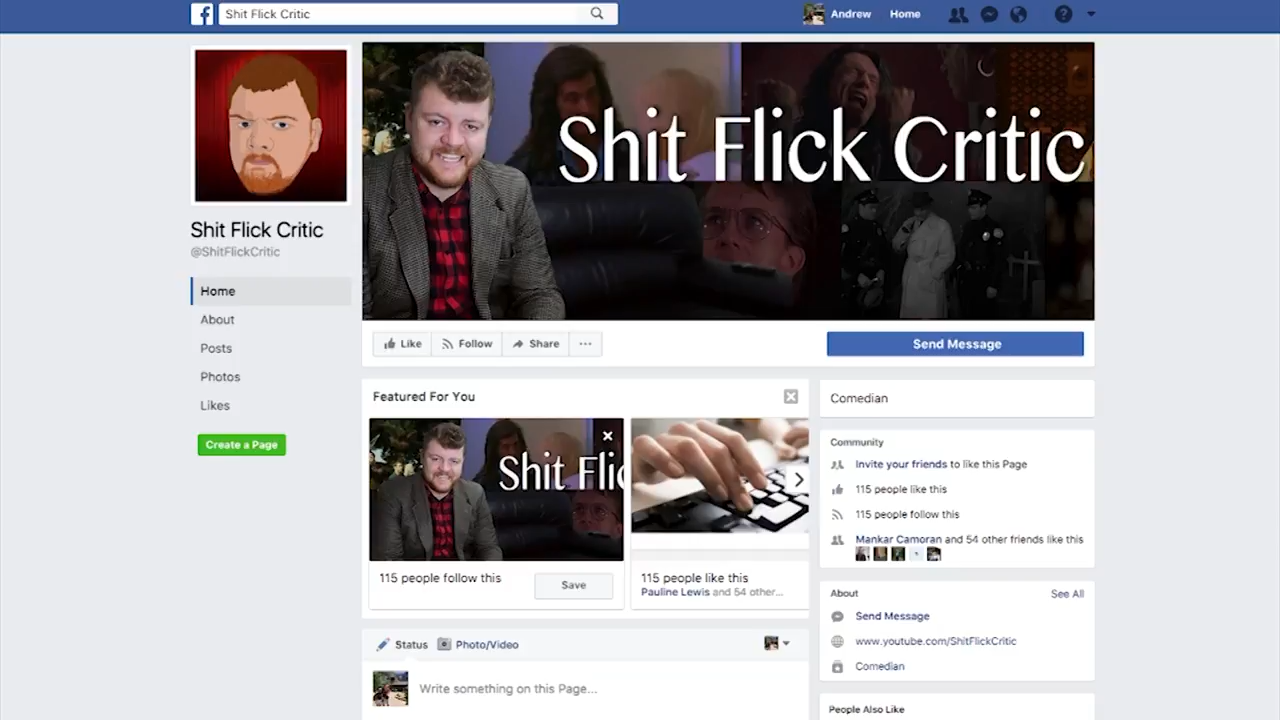 Shit Flick Critic
Andrew
Home
Shit Flick Critic
Shit Flick Critic
@ShitFlickCritic
Home
About
Posts
Photos
Likes
Create a Page
Like
Follow
Share
Send Message
Featured For You
Shit Flic
115 people follow this
Save
115 people like this
Pauline Lewis and 54 other...
Status
Photo/Video
Write something on this Page...
Comedian
Community
Invite your friends to like this Page
115 people like this
115 people follow this
Mankar Camoran and 54 other friends like this
About
See All
Send Message
www.youtube.com/ShitFlickCritic
Comedian
People Also Like